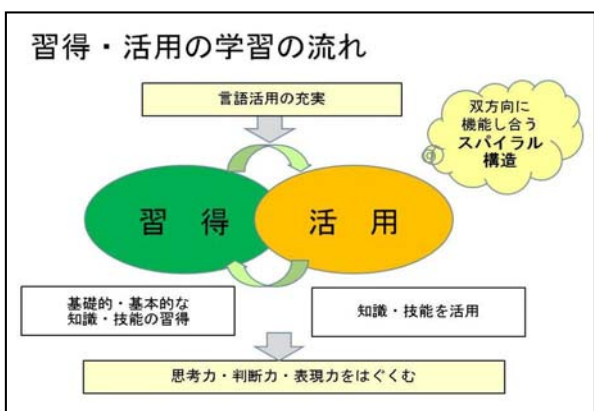 習得・活用の学習の流れ
言語活用の充実
双方向に
機能し合う
スパイラル
構造
習 得
活 用
基礎的・基本的な
知識・技能の習得
知識・技能を活用
思考力・判断力・表現力をはぐくむ